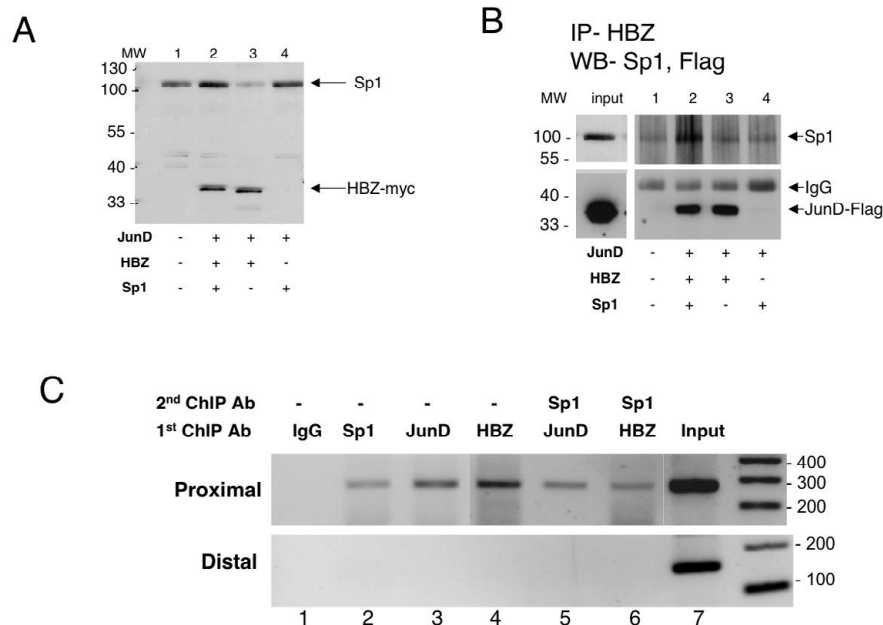 A
MW 1 2 3 4
130 -
100 -
Sp1
55 -
40 -
HBZ-myc
33 -
JunD - + + +
HBZ - + + -
Sp1 - + - +
B
IP- HBZ
WB- Sp1, Flag
MW input 1 2 3 4
100 -
Sp1
55 -
IgG
40 -
JunD-Flag
33 -
JunD - + + +
HBZ - + + -
Sp1 - + - +
C
2nd ChIP Ab - - - - Sp1 Sp1
1st ChIP Ab IgG Sp1 JunD HBZ JunD HBZ Input
- 400
Proximal - 300
- 200
- 200
Distal
- 100
1 2 3 4 5 6 7